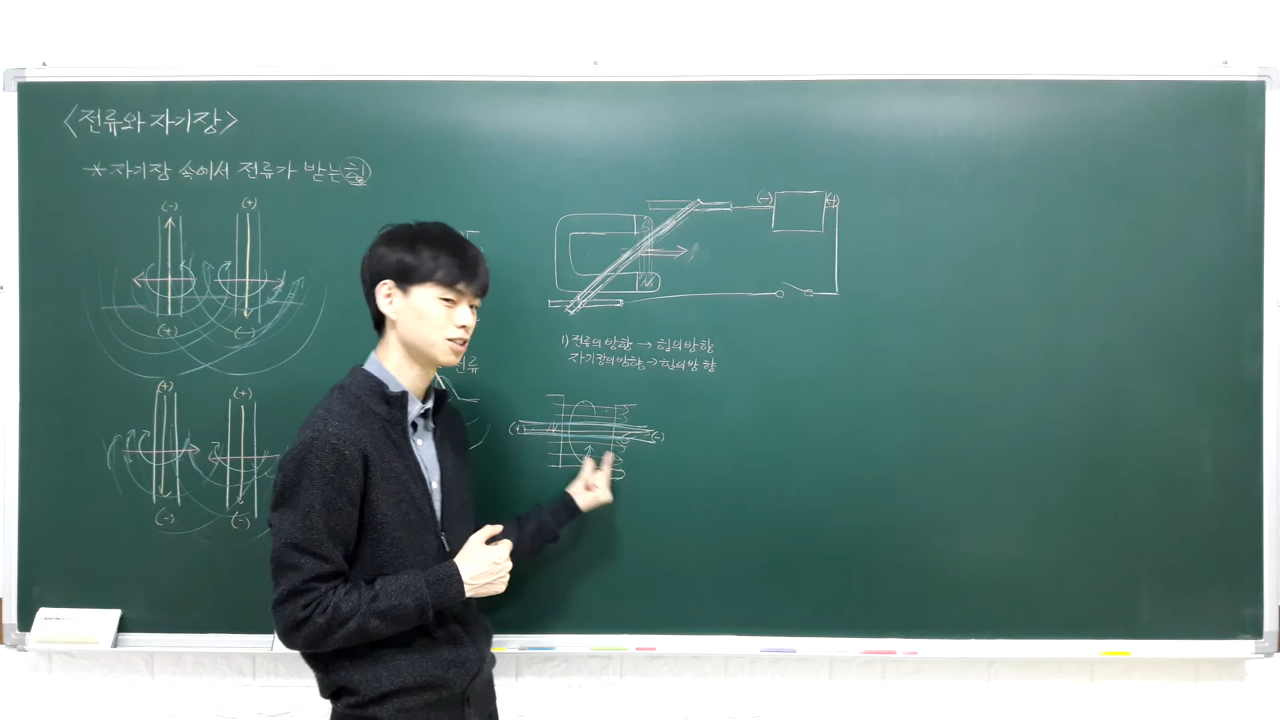 <전류와 자기장>
*자기장 속에서 전류가 받는 힘
(-) (+)
(+) (-)
(+) (+)
(-) (-)
(-) (+)
N
1) 전류의 방향 → 힘의 방향
자기장의 방향 → 힘의 방향
전류
(+) N (-)